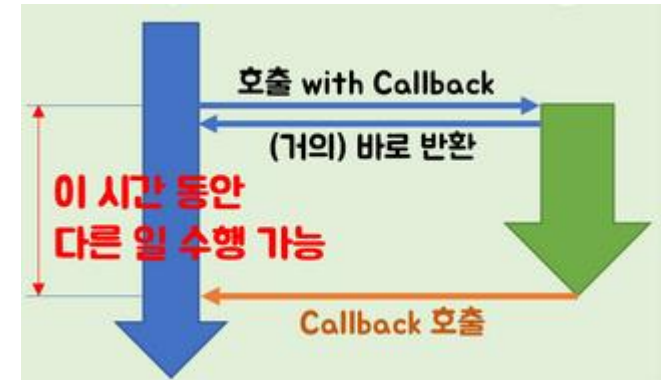 호출 with Callback
(거의) 바로 반환
이 시간 동안
다른 일 수행 가능
Callback 호출